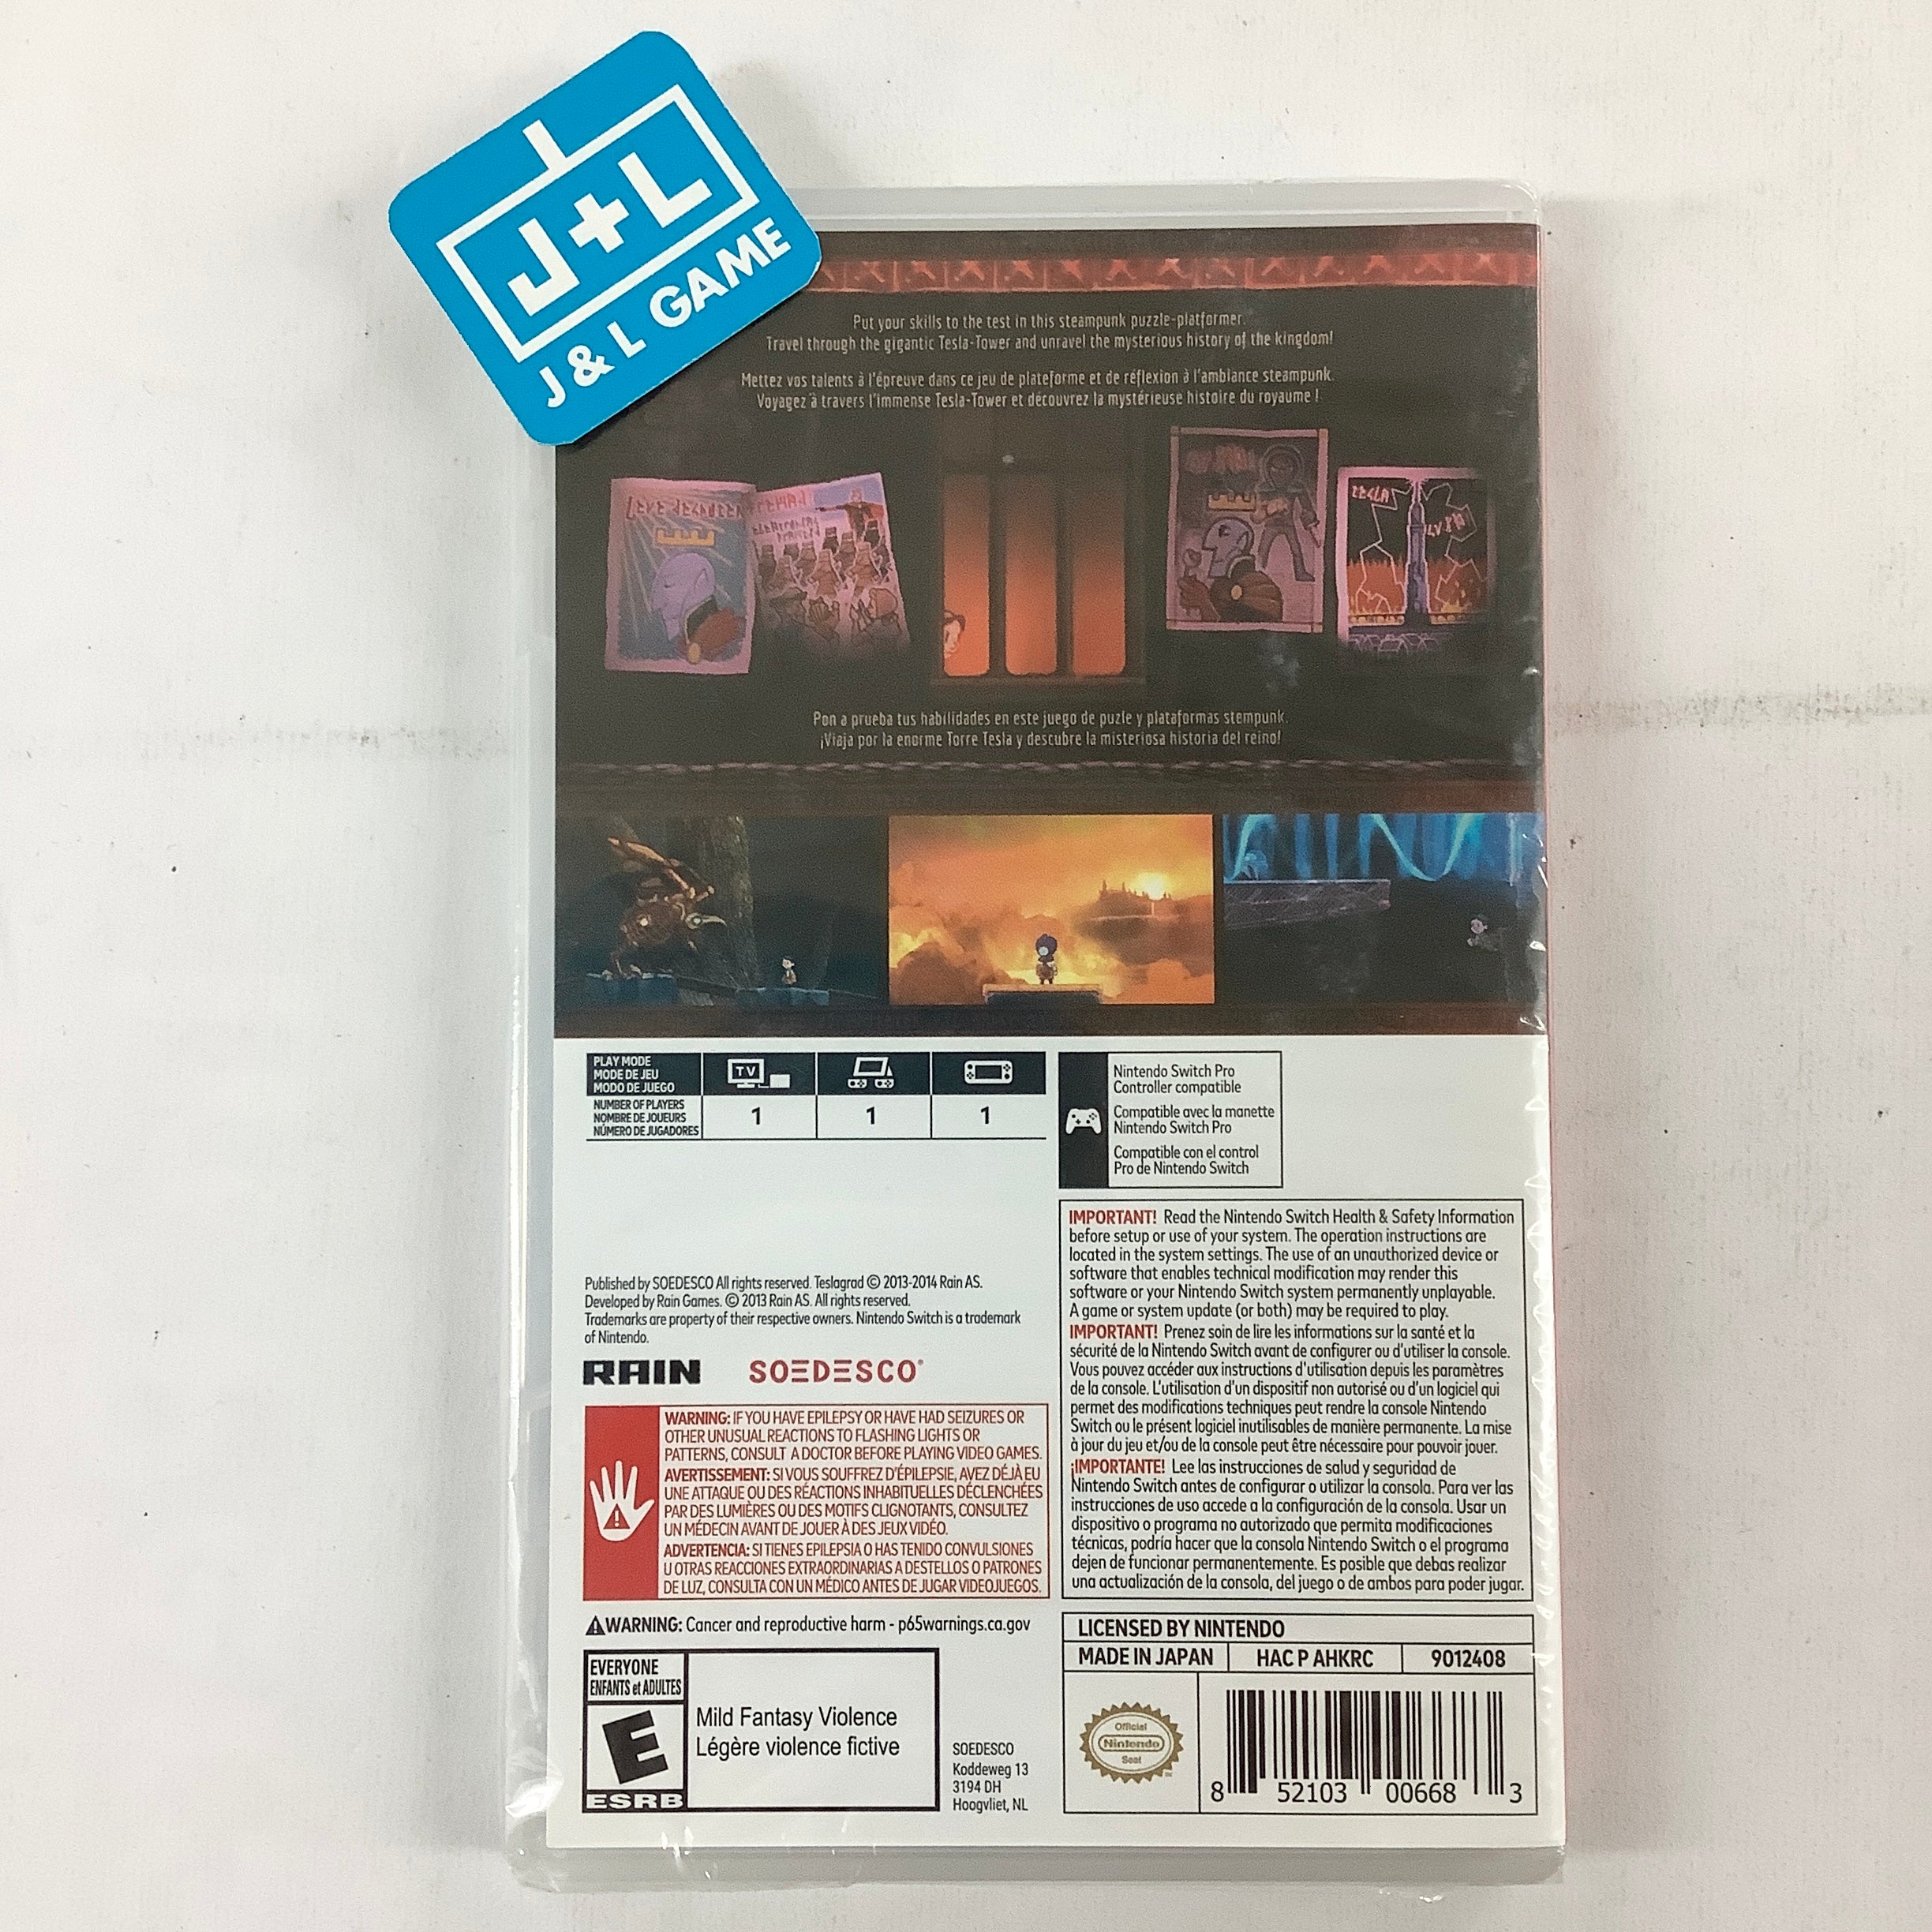 J+L
J & L GAME
Put your skills to the test in this steampunk puzzle-platformer.
Travel through the gigantic Tesla-Tower and unravel the mysterious history of the kingdom!
Mettez vos talents à l'épreuve dans ce jeu de plateforme et de réflexion à l'ambiance steampunk.
Voyagez à travers l'immense Tesla-Tower et découvrez la mystérieuse histoire du royaume !
Pon a prueba tus habilidades en este juego de puzle y plataformas stempunk.
¡Viaja por la enorme Torre Tesla y descubre la misteriosa historia del reino!
PLAY MODE
MODE DE JEU
MODO DE JUEGO
TV
NUMBER OF PLAYERS
NOMBRE DE JOUEURS
NÚMERO DE JUGADORES
1 1 1
Nintendo Switch Pro
Controller compatible
Compatible avec la manette
Nintendo Switch Pro
Compatible con el control
Pro de Nintendo Switch
Published by SOEDESCO All rights reserved. Teslagrad © 2013-2014 Rain AS.
Developed by Rain Games. © 2013 Rain AS. All rights reserved.
Trademarks are property of their respective owners. Nintendo Switch is a trademark
of Nintendo.
RAIN SOEDESCO®
WARNING: IF YOU HAVE EPILEPSY OR HAVE HAD SEIZURES OR
OTHER UNUSUAL REACTIONS TO FLASHING LIGHTS OR
PATTERNS, CONSULT A DOCTOR BEFORE PLAYING VIDEO GAMES.
AVERTISSEMENT: SI VOUS SOUFFREZ D'ÉPILEPSIE, AVEZ DÉJÀ EU
UNE ATTAQUE OU DES RÉACTIONS INHABITUELLES DÉCLENCHÉES
PAR DES LUMIÈRES OU DES MOTIFS CLIGNOTANTS, CONSULTEZ
UN MÉDECIN AVANT DE JOUER À DES JEUX VIDÉO.
ADVERTENCIA: SI TIENES EPILEPSIA O HAS TENIDO CONVULSIONES
U OTRAS REACCIONES EXTRAORDINARIAS A DESTELLOS O PATRONES
DE LUZ, CONSULTA CON UN MÉDICO ANTES DE JUGAR VIDEOJUEGOS.
WARNING: Cancer and reproductive harm - p65warnings.ca.gov
EVERYONE
ENFANTS et ADULTES
E
ESRB
Mild Fantasy Violence
Légère violence fictive
SOEDESCO
Koddeweg 13
3194 DH
Hoogvliet, NL
IMPORTANT! Read the Nintendo Switch Health & Safety Information
before setup or use of your system. The operation instructions are
located in the system settings. The use of an unauthorized device or
software that enables technical modification may render this
software or your Nintendo Switch system permanently unplayable.
A game or system update (or both) may be required to play.
IMPORTANT! Prenez soin de lire les informations sur la santé et la
sécurité de la Nintendo Switch avant de configurer ou d'utiliser la console.
Vous pouvez accéder aux instructions d'utilisation depuis les paramètres
de la console. L'utilisation d'un dispositif non autorisé ou d'un logiciel qui
permet des modifications techniques peut rendre la console Nintendo
Switch ou le présent logiciel inutilisables de manière permanente. La mise
à jour du jeu et/ou de la console peut être nécessaire pour pouvoir jouer.
¡IMPORTANTE! Lee las instrucciones de salud y seguridad de
Nintendo Switch antes de configurar o utilizar la consola. Para ver las
instrucciones de uso accede a la configuración de la consola. Usar un
dispositivo o programa no autorizado que permita modificaciones
técnicas, podría hacer que la consola Nintendo Switch o el programa
dejen de funcionar permanentemente. Es posible que debas realizar
una actualización de la consola, del juego o de ambos para poder jugar.
LICENSED BY NINTENDO
MADE IN JAPAN HAC P AHKRC 9012408
Official
Nintendo
Seal
8 52103 00668 3